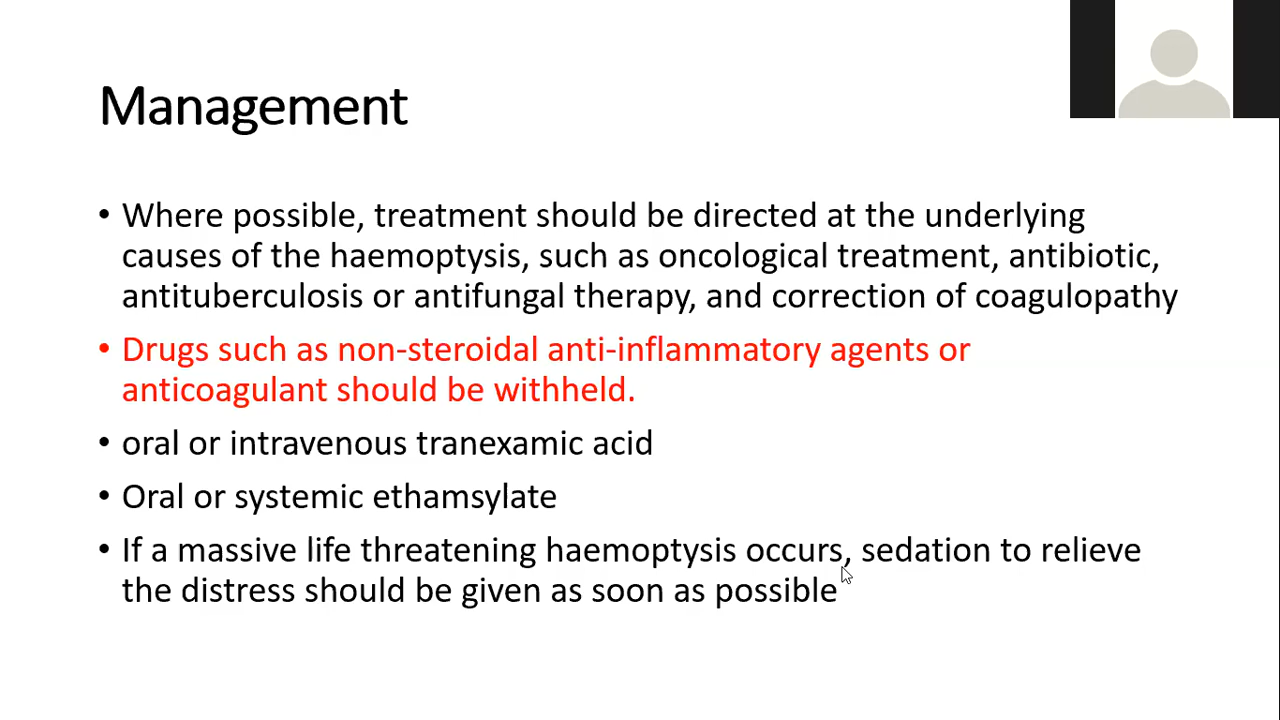 Management
• Where possible, treatment should be directed at the underlying
causes of the haemoptysis, such as oncological treatment, antibiotic,
antituberculosis or antifungal therapy, and correction of coagulopathy
• Drugs such as non-steroidal anti-inflammatory agents or
anticoagulant should be withheld.
• oral or intravenous tranexamic acid
• Oral or systemic ethamsylate
• If a massive life threatening haemoptysis occurs, sedation to relieve
the distress should be given as soon as possible